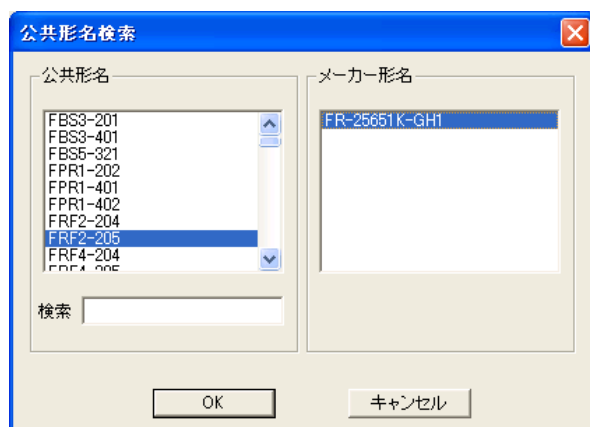 公共形名検索
公共形名
FBS3-201
FBS3-401
FBS5-321
FPR1-202
FPR1-401
FPR1-402
FRF2-204
FRF2-205
FRF4-204
FRF4-205
検索
メーカー形名
FR-25651K-GH1
OK
キャンセル